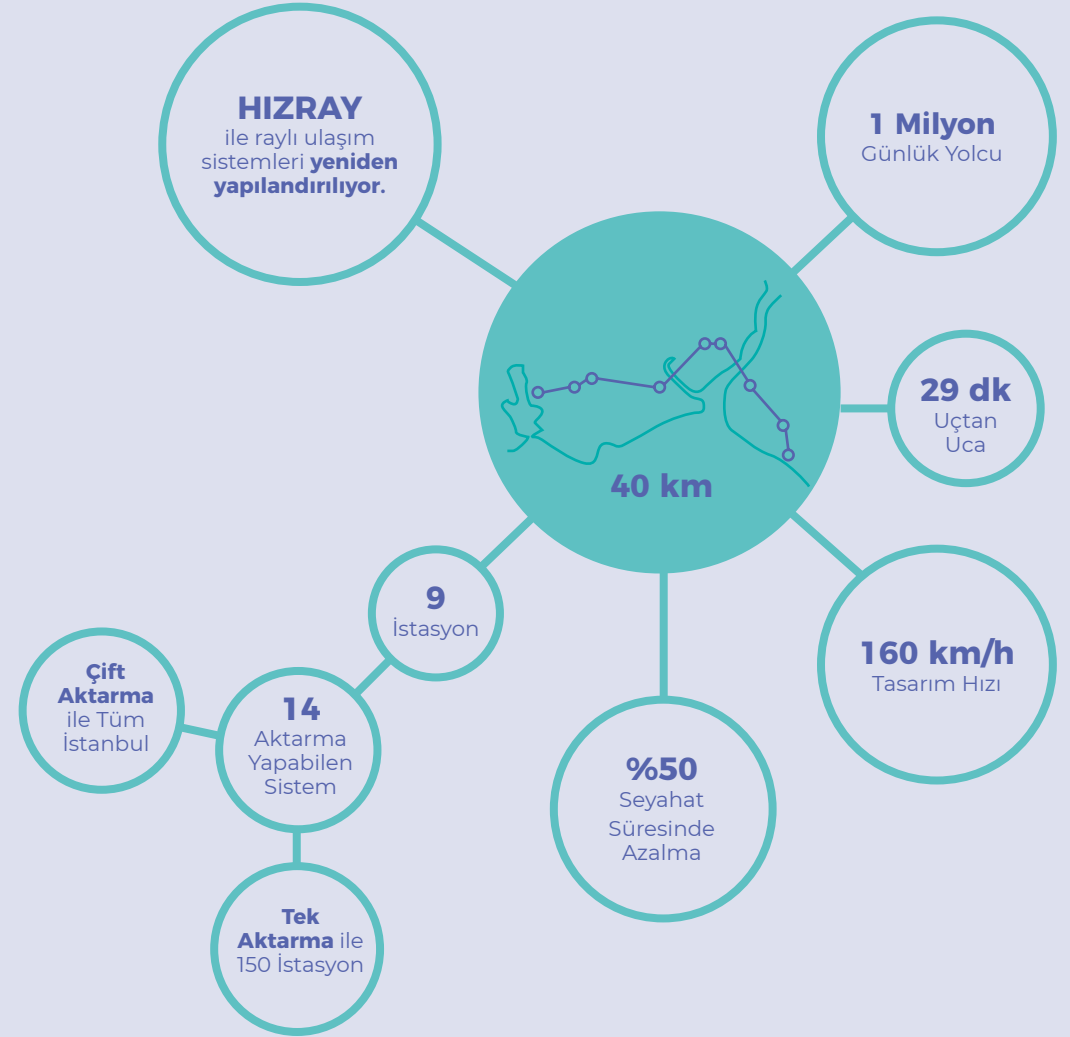 HIZRAY
ile raylı ulaşım
sistemleri yeniden
yapılandırılıyor.
1 Milyon
Günlük Yolcu
29 dk
Uçtan
Uca
40 km
160 km/h
Tasarım Hızı
9
İstasyon
%50
Seyahat
Süresinde
Azalma
14
Aktarma
Yapabilen
Sistem
Çift
Aktarma
ile Tüm
İstanbul
Tek
Aktarma ile
150 İstasyon